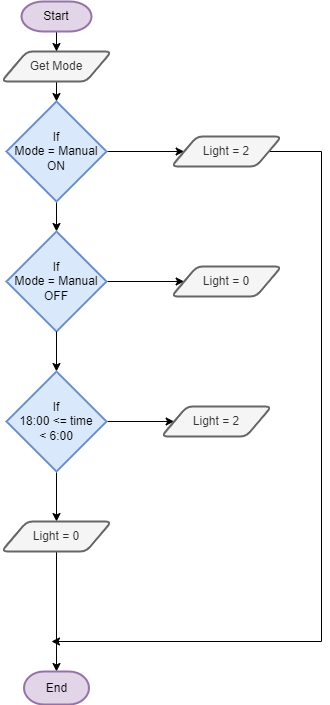 Start
Get Mode
If
Mode = Manual
ON
Light = 2
If
Mode = Manual
OFF
Light = 0
If
18:00 <= time
< 6:00
Light = 2
Light = 0
End